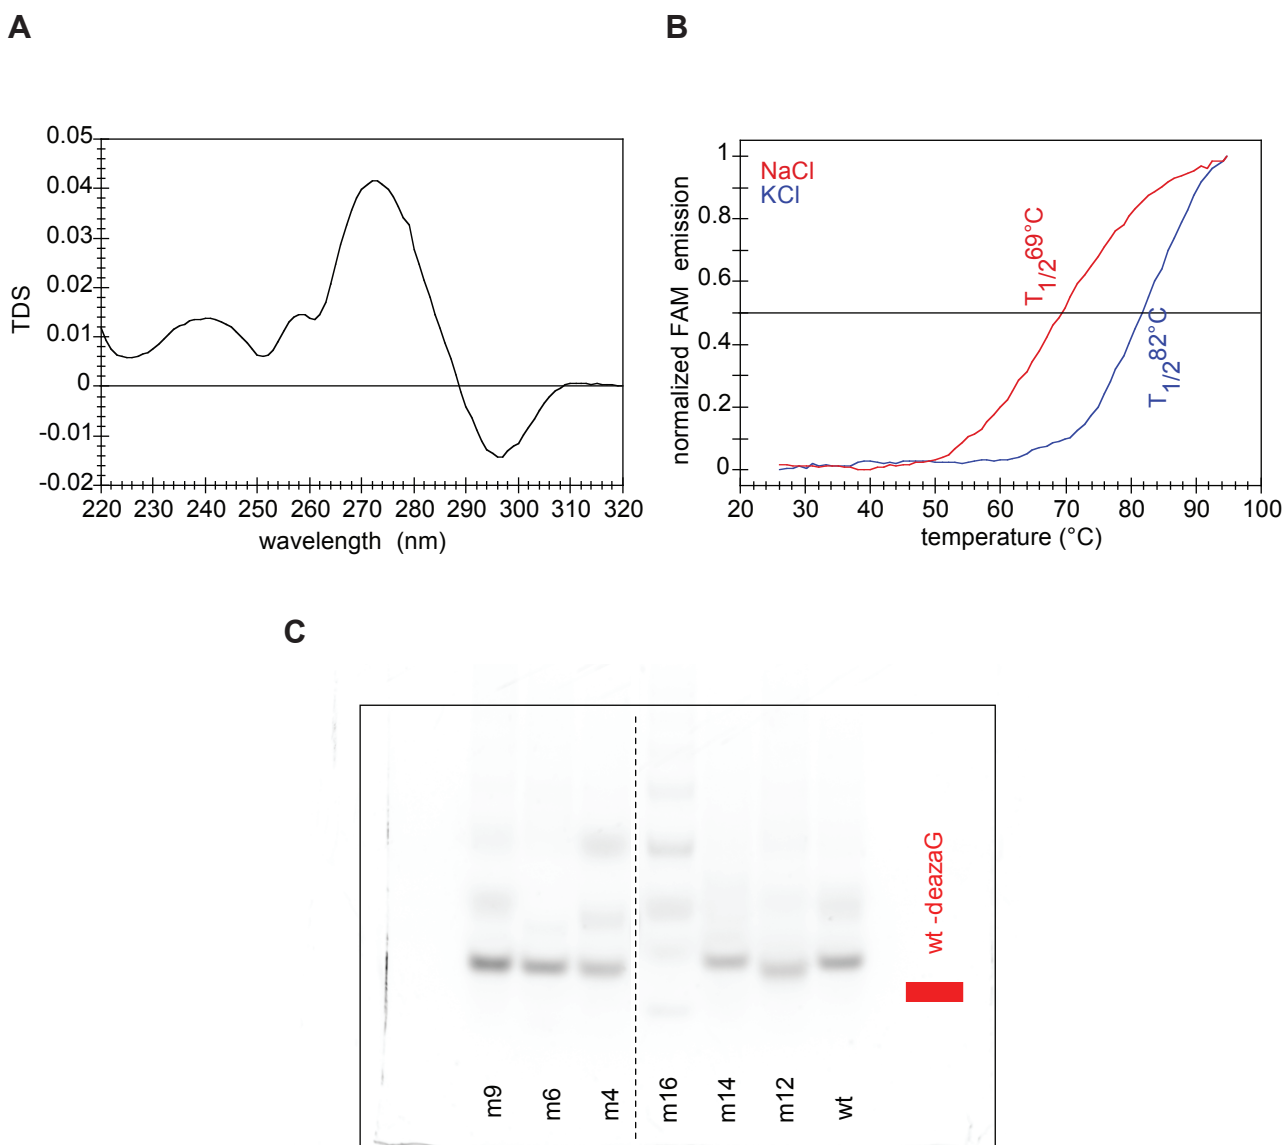 A
B
0.05
0.04
0.03
0.02
0.01
0
-0.01
-0.02
TDS
220 230 240 250 260 270 280 290 300 310 320
wavelength (nm)
1
0.8
0.6
0.4
0.2
0
normalized FAM emission
NaCl
KCl
T1/269°C
T1/282°C
20 30 40 50 60 70 80 90 100
temperature (°C)
C
wt -deazaG
m9 m6 m4 m16 m14 m12 wt